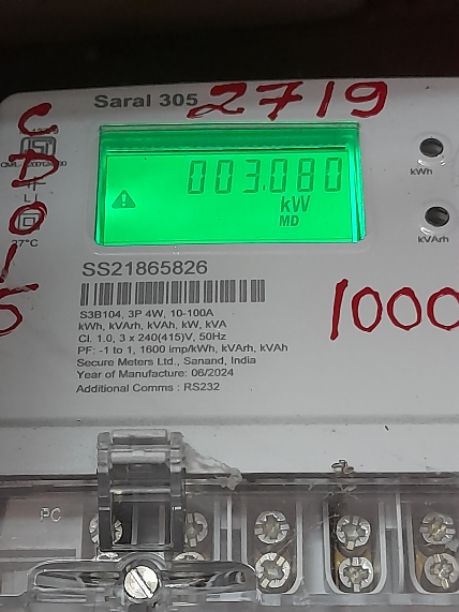 Saral 305 2719
CD015
003.080
kW
MD
kWh
kVArh
27°C
SS21865826
1000
S3B104, 3P 4W, 10-100A
kWh, kVArh, kVAh, kW, kVA
Cl. 1.0, 3 x 240(415)V, 50Hz
PF: -1 to 1, 1600 imp/kWh, kVArh, kVAh
Secure Meters Ltd., Sanand, India
Year of Manufacture: 06/2024
Additional Comms : RS232